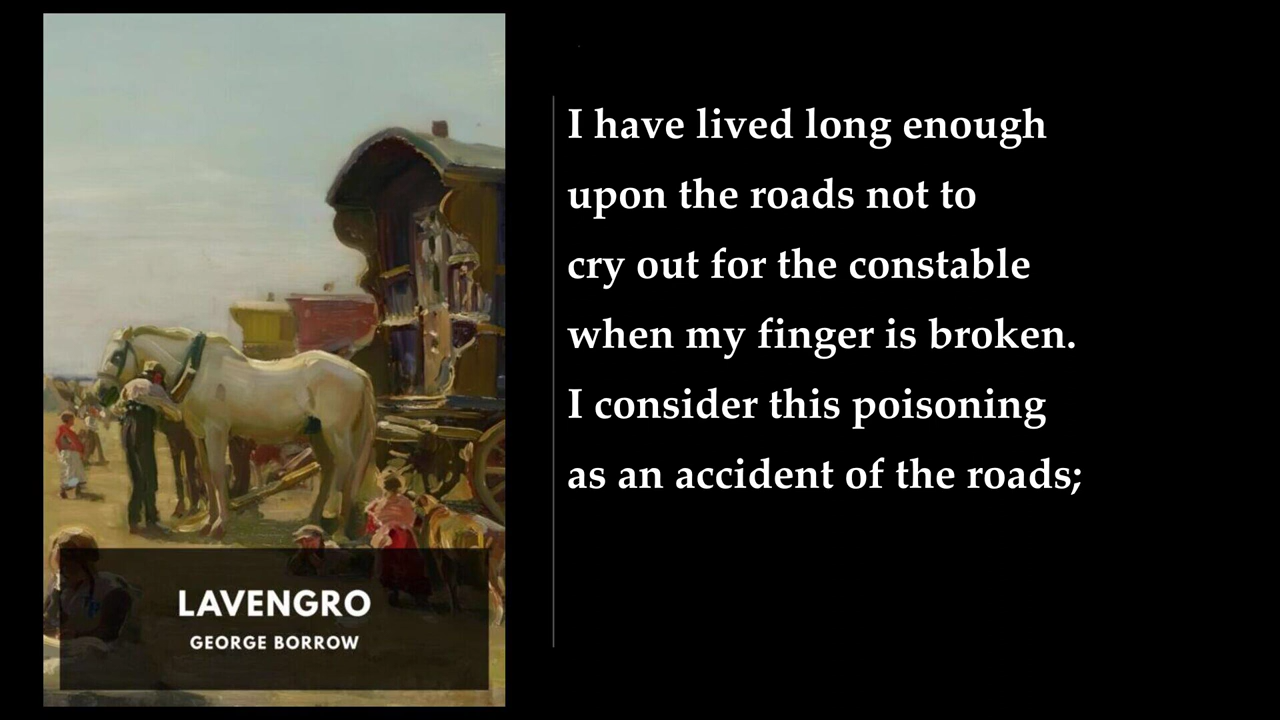 I have lived long enough
upon the roads not to
cry out for the constable
when my finger is broken.
I consider this poisoning
as an accident of the roads;
LAVENGRO
GEORGE BORROW